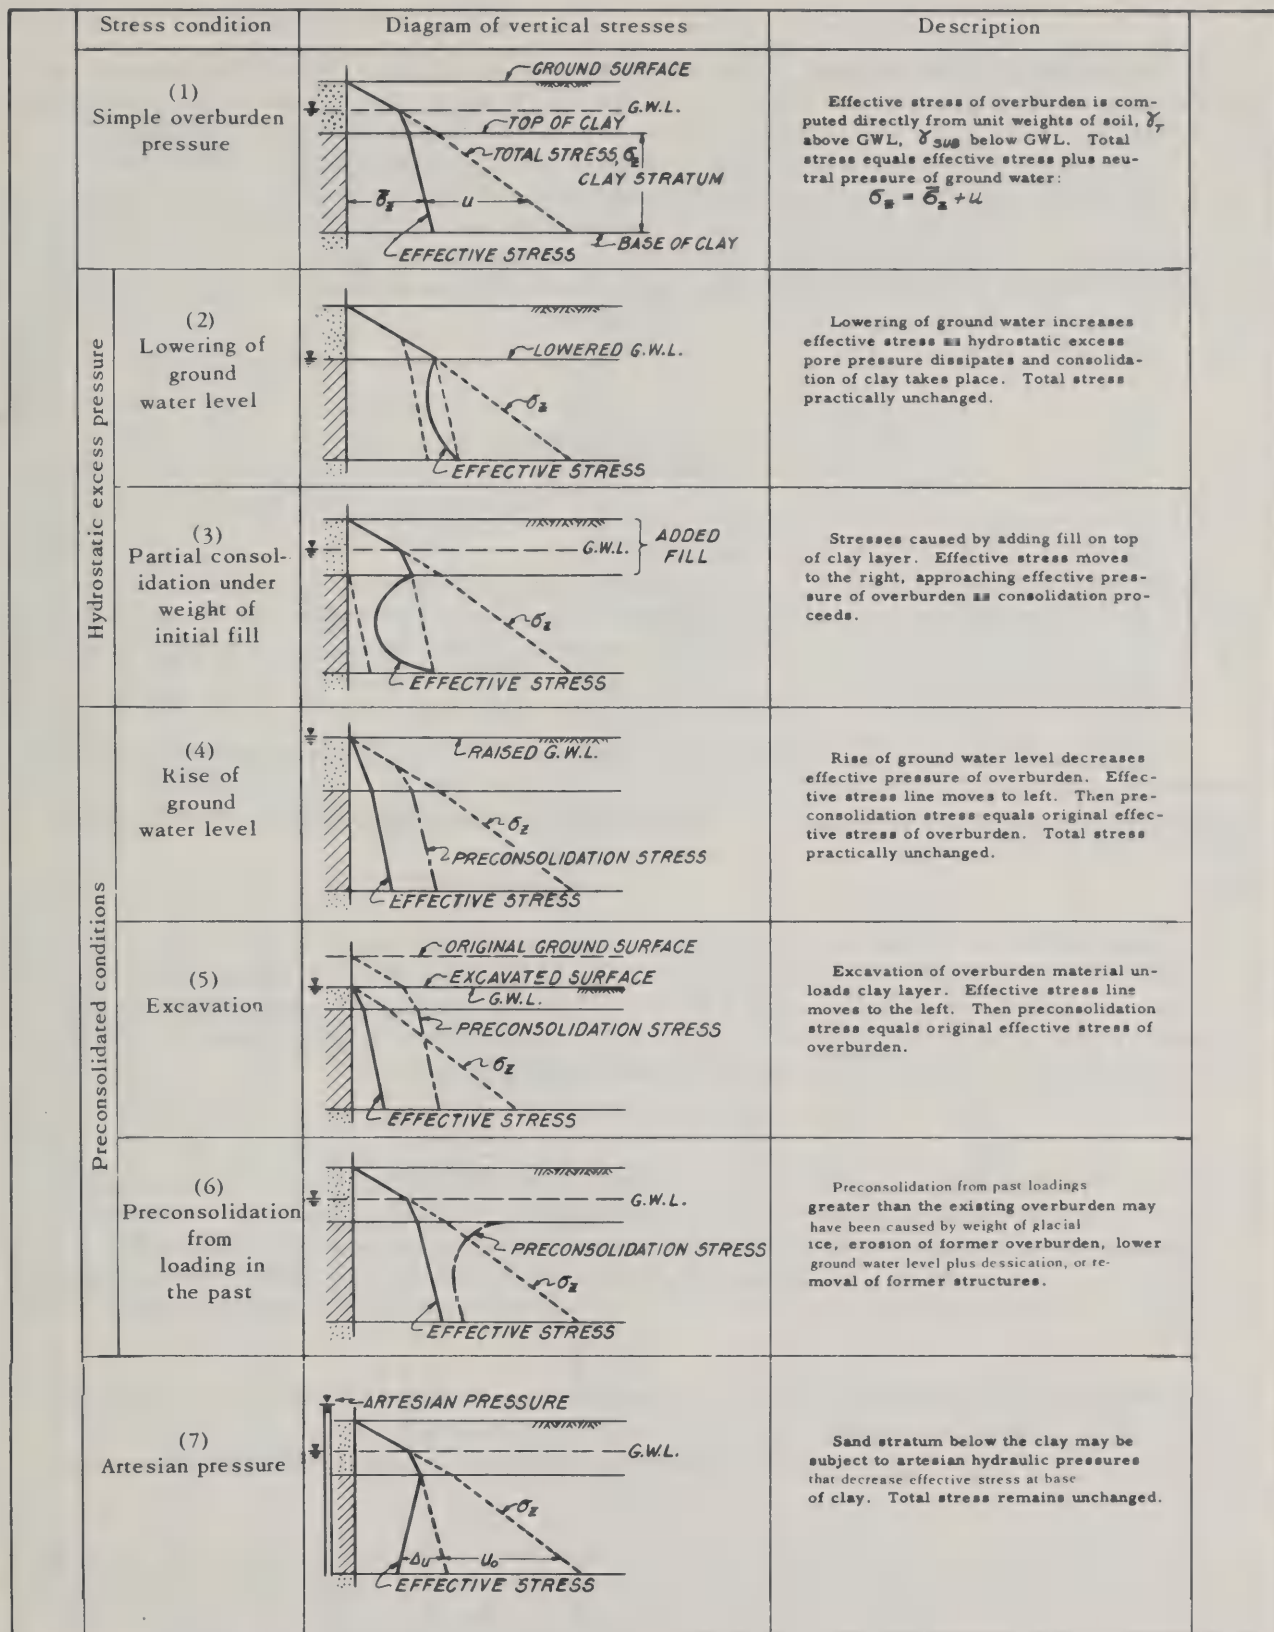 Stress condition
Diagram of vertical stresses
Description
(1)
Simple overburden
pressure
GROUND SURFACE
G.W.L.
TOP OF CLAY
TOTAL STRESS, σz
CLAY STRATUM
σ̄z
u
BASE OF CLAY
EFFECTIVE STRESS
Effective stress of overburden is com-
puted directly from unit weights of soil, γT
above GWL, γSUB below GWL. Total
stress equals effective stress plus neu-
tral pressure of ground water:
σz = σ̄z + u
Hydrostatic excess pressure
(2)
Lowering of
ground
water level
LOWERED G.W.L.
σz
EFFECTIVE STRESS
Lowering of ground water increases
effective stress as hydrostatic excess
pore pressure dissipates and consolida-
tion of clay takes place. Total stress
practically unchanged.
(3)
Partial consol-
idation under
weight of
initial fill
G.W.L.
ADDED
FILL
σz
EFFECTIVE STRESS
Stresses caused by adding fill on top
of clay layer. Effective stress moves
to the right, approaching effective pres-
sure of overburden as consolidation pro-
ceeds.
Preconsolidated conditions
(4)
Rise of
ground
water level
RAISED G.W.L.
σz
PRECONSOLIDATION STRESS
EFFECTIVE STRESS
Rise of ground water level decreases
effective pressure of overburden. Effec-
tive stress line moves to left. Then pre-
consolidation stress equals original effec-
tive stress of overburden. Total stress
practically unchanged.
(5)
Excavation
ORIGINAL GROUND SURFACE
EXCAVATED SURFACE
G.W.L.
PRECONSOLIDATION STRESS
σz
EFFECTIVE STRESS
Excavation of overburden material un-
loads clay layer. Effective stress line
moves to the left. Then preconsolidation
stress equals original effective stress of
overburden.
(6)
Preconsolidation
from
loading in
the past
G.W.L.
PRECONSOLIDATION STRESS
σz
EFFECTIVE STRESS
Preconsolidation from past loadings
greater than the existing overburden may
have been caused by weight of glacial
ice, erosion of former overburden, lower
ground water level plus dessication, or re-
moval of former structures.
(7)
Artesian pressure
ARTESIAN PRESSURE
G.W.L.
σz
Δu
u₀
EFFECTIVE STRESS
Sand stratum below the clay may be
subject to artesian hydraulic pressures
that decrease effective stress at base
of clay. Total stress remains unchanged.